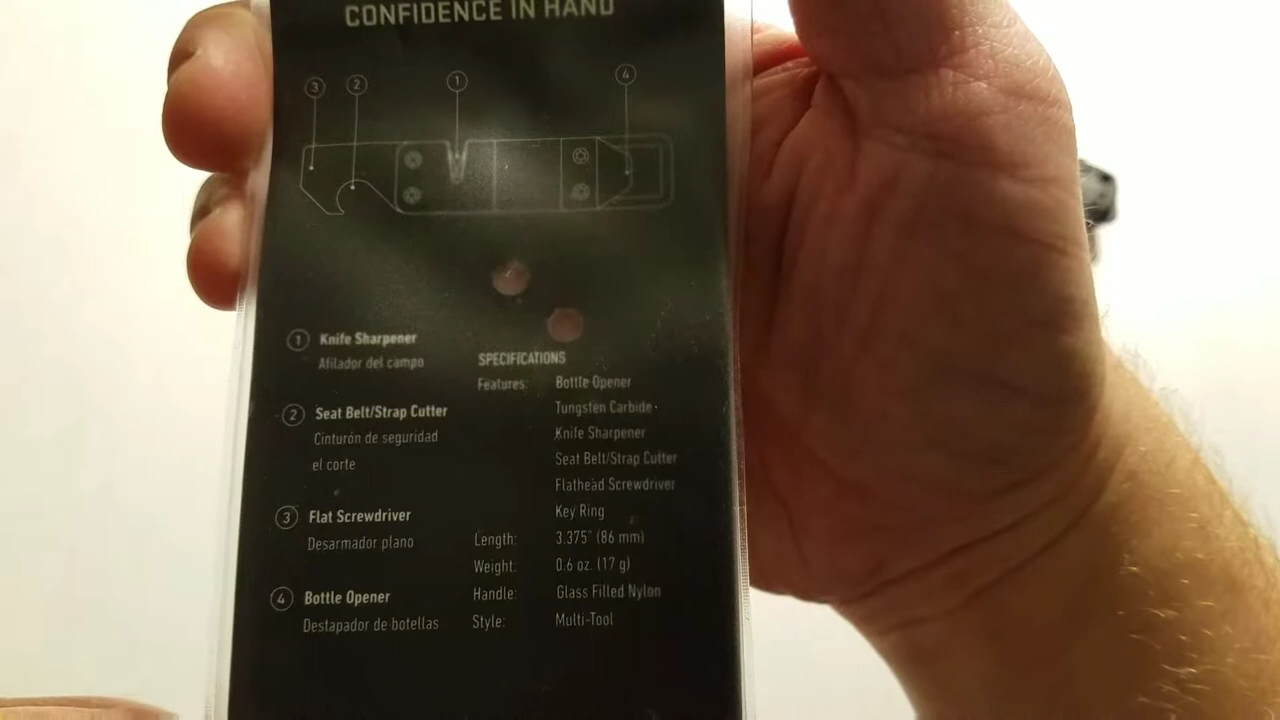 CONFIDENCE IN HAND
3 2 1 4
1 Knife Sharpener
Afilador del campo
2 Seat Belt/Strap Cutter
Cinturón de seguridad
el corte
3 Flat Screwdriver
Desarmador plano
4 Bottle Opener
Destapador de botellas
SPECIFICATIONS
Features: Bottle Opener
Tungsten Carbide
Knife Sharpener
Seat Belt/Strap Cutter
Flathead Screwdriver
Key Ring
Length: 3.375" (86 mm)
Weight: 0.6 oz. (17 g)
Handle: Glass Filled Nylon
Style: Multi-Tool